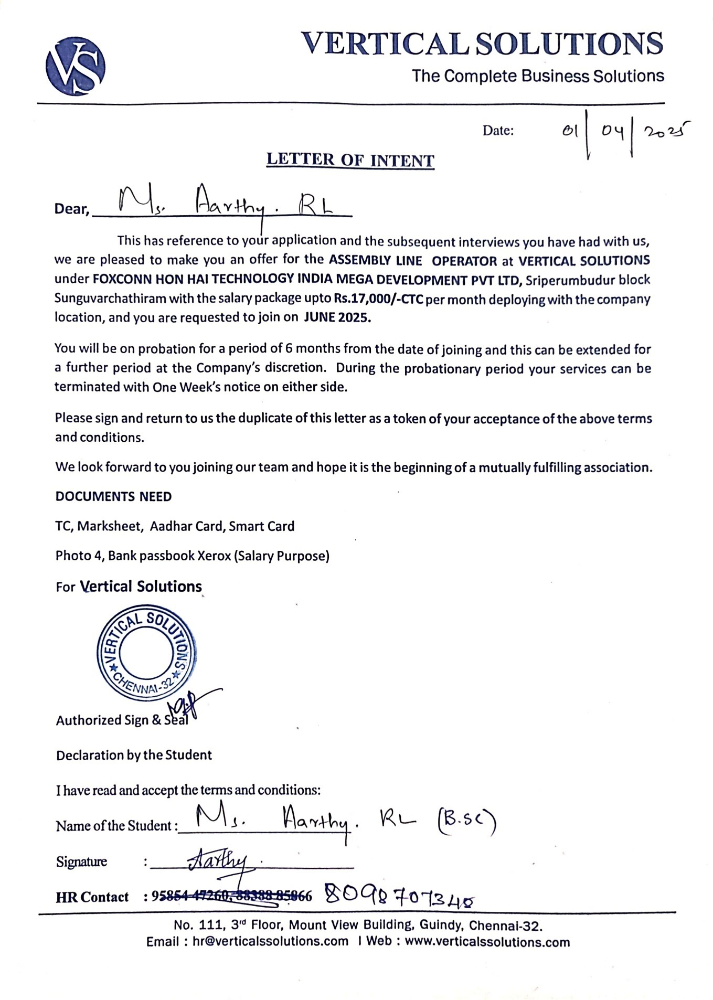 VS
VERTICAL SOLUTIONS
The Complete Business Solutions
Date: 01/04/2025
LETTER OF INTENT
Dear, Ms. Aarthy. RL
This has reference to your application and the subsequent interviews you have had with us,
we are pleased to make you an offer for the ASSEMBLY LINE OPERATOR at VERTICAL SOLUTIONS
under FOXCONN HON HAI TECHNOLOGY INDIA MEGA DEVELOPMENT PVT LTD, Sriperumbudur block
Sunguvarchathiram with the salary package upto Rs.17,000/-CTC per month deploying with the company
location, and you are requested to join on JUNE 2025.
You will be on probation for a period of 6 months from the date of joining and this can be extended for
a further period at the Company's discretion. During the probationary period your services can be
terminated with One Week's notice on either side.
Please sign and return to us the duplicate of this letter as a token of your acceptance of the above terms
and conditions.
We look forward to you joining our team and hope it is the beginning of a mutually fulfilling association.
DOCUMENTS NEED
TC, Marksheet, Aadhar Card, Smart Card
Photo 4, Bank passbook Xerox (Salary Purpose)
For Vertical Solutions
VERTICAL SOLUTIONS
★ CHENNAI-32 ★
Authorized Sign & Seal
Declaration by the Student
I have read and accept the terms and conditions:
Name of the Student : Ms. Aarthy. RL (B.Sc)
Signature : Aarthy.
HR Contact : 95854 47260, 88388 85866 8098707348
No. 111, 3rd Floor, Mount View Building, Guindy, Chennai-32.
Email : hr@verticalssolutions.com | Web : www.verticalssolutions.com